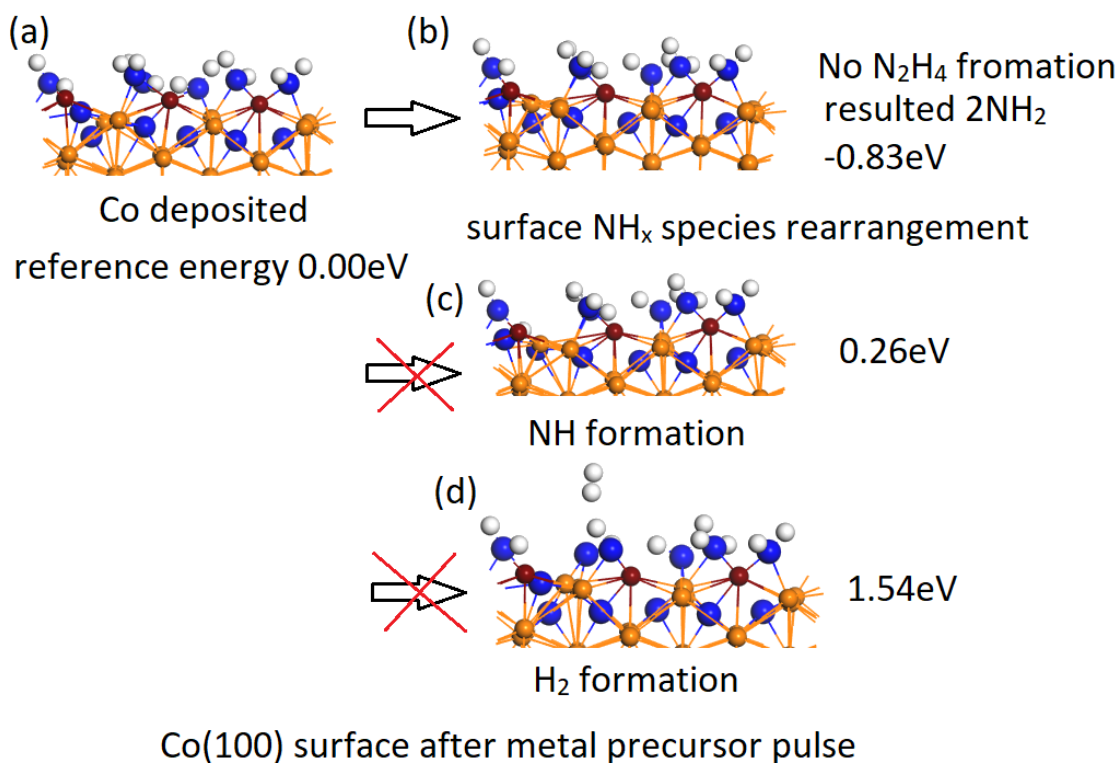 (a)
(b)
No N₂H₄ fromation
resulted 2NH₂
-0.83eV
Co deposited
reference energy 0.00eV
surface NHₓ species rearrangement
(c)
0.26eV
NH formation
(d)
1.54eV
H₂ formation
Co(100) surface after metal precursor pulse